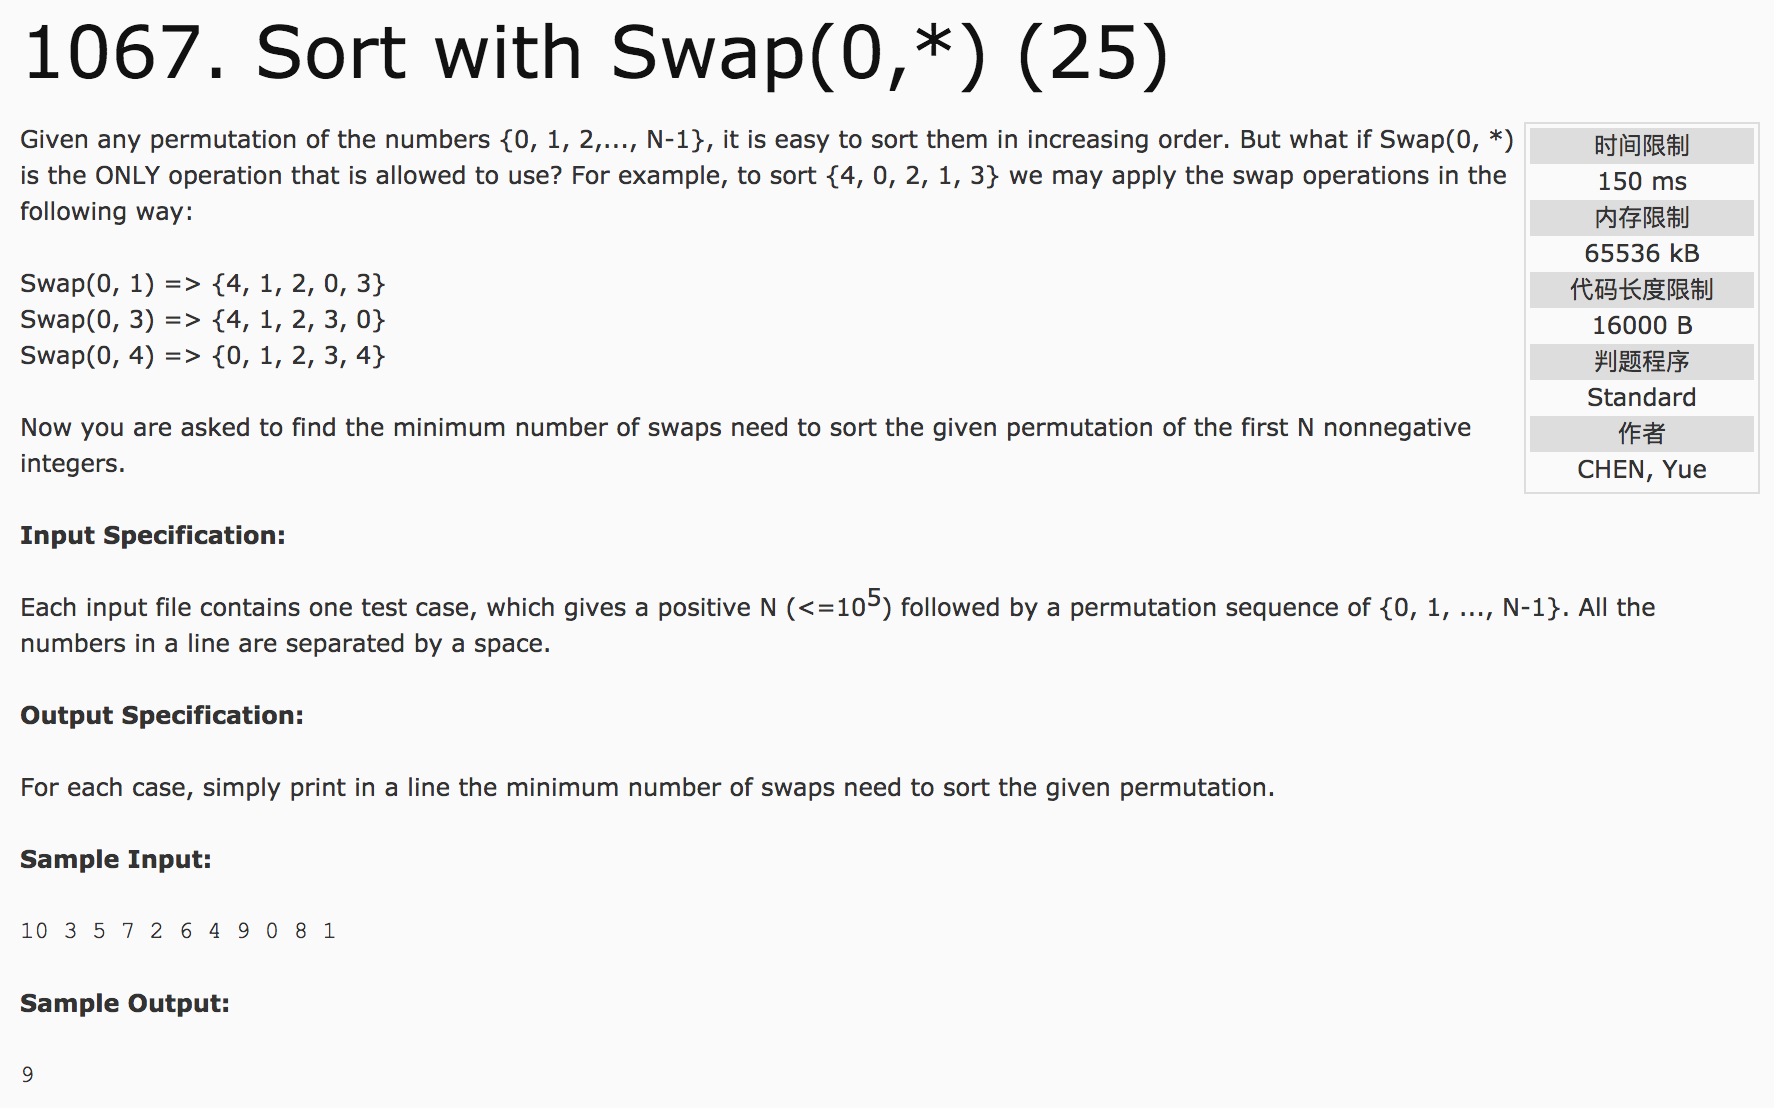 1067. Sort with Swap(0,*) (25)
Given any permutation of the numbers {0, 1, 2,..., N-1}, it is easy to sort them in increasing order. But what if Swap(0, *)
is the ONLY operation that is allowed to use? For example, to sort {4, 0, 2, 1, 3} we may apply the swap operations in the
following way:
Swap(0, 1) => {4, 1, 2, 0, 3}
Swap(0, 3) => {4, 1, 2, 3, 0}
Swap(0, 4) => {0, 1, 2, 3, 4}
Now you are asked to find the minimum number of swaps need to sort the given permutation of the first N nonnegative
integers.
时间限制
150 ms
内存限制
65536 kB
代码长度限制
16000 B
判题程序
Standard
作者
CHEN, Yue
Input Specification:
Each input file contains one test case, which gives a positive N (<=10⁵) followed by a permutation sequence of {0, 1, ..., N-1}. All the
numbers in a line are separated by a space.
Output Specification:
For each case, simply print in a line the minimum number of swaps need to sort the given permutation.
Sample Input:
10 3 5 7 2 6 4 9 0 8 1
Sample Output:
9